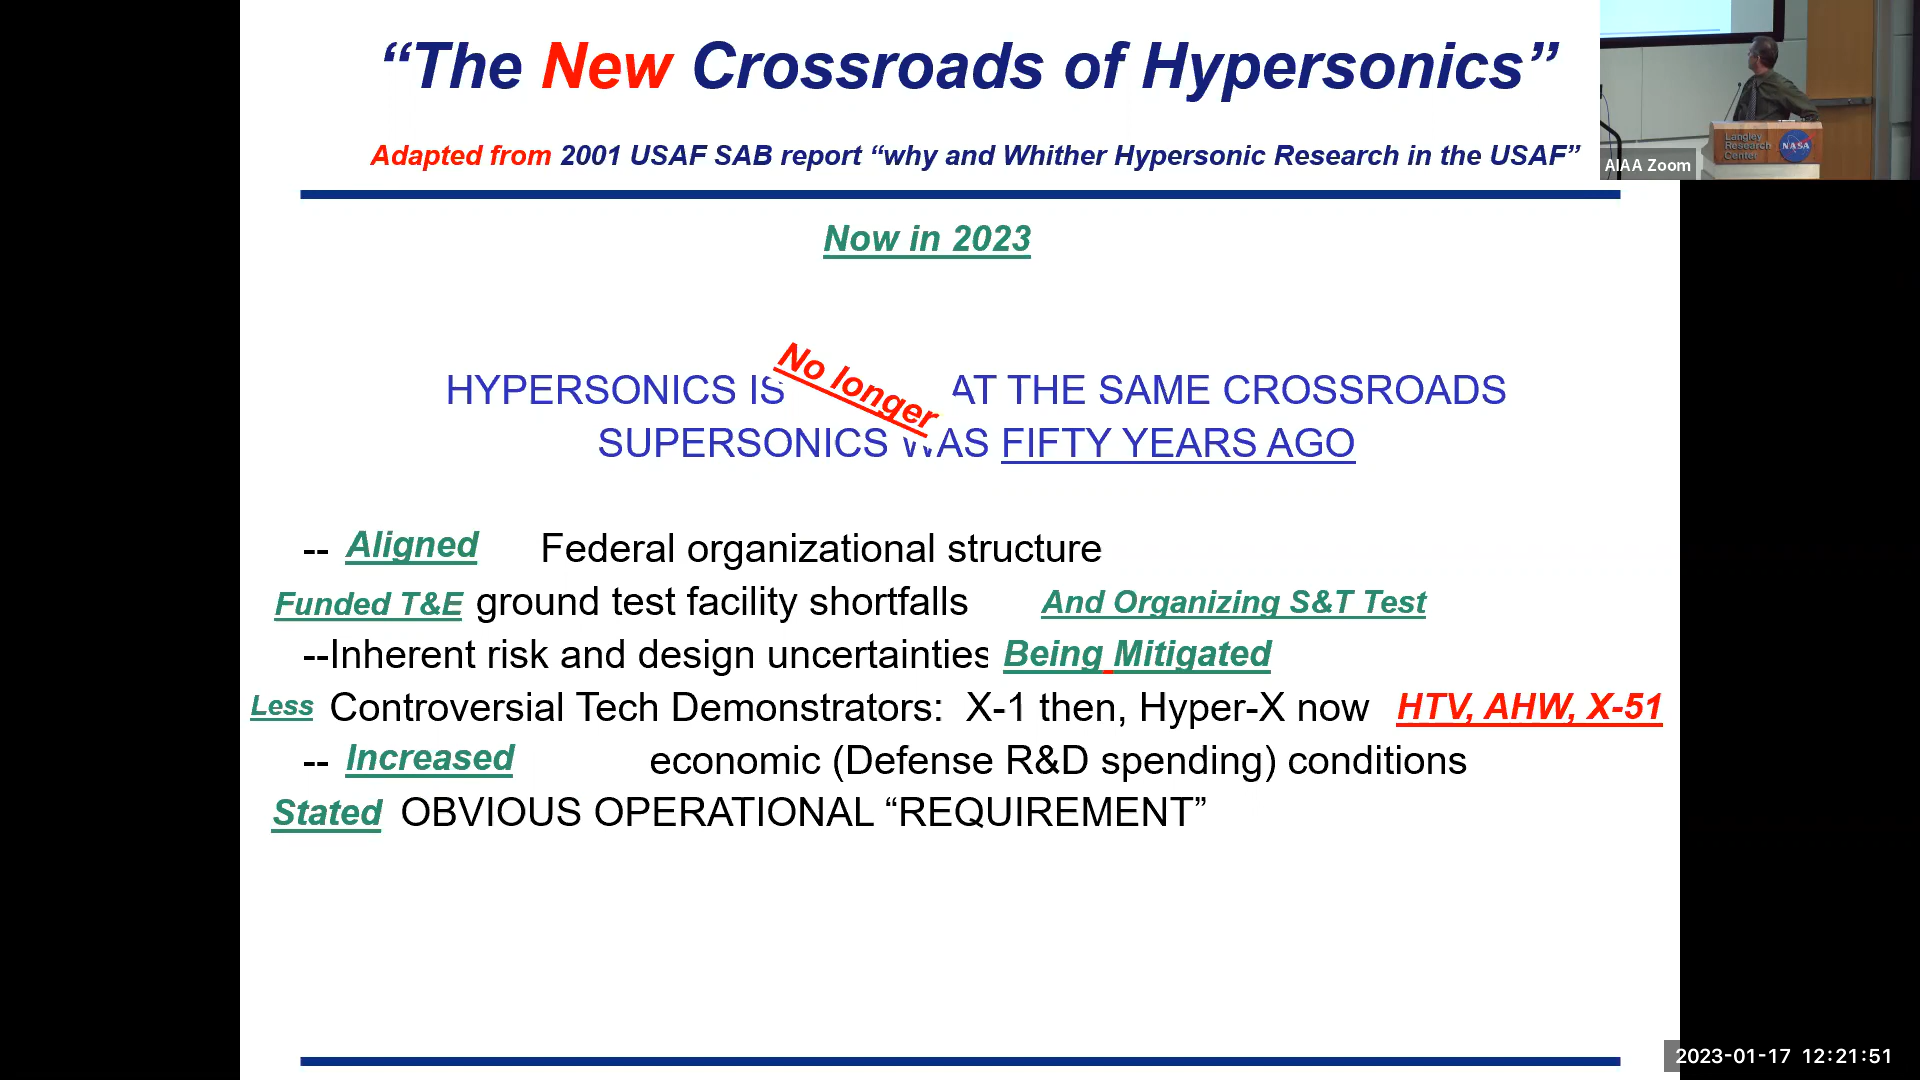 “The New Crossroads of Hypersonics”
Adapted from 2001 USAF SAB report “why and Whither Hypersonic Research in the USAF”
Langley
Research
Center
NASA
AIAA Zoom
Now in 2023
HYPERSONICS IS No longer AT THE SAME CROSSROADS
SUPERSONICS WAS FIFTY YEARS AGO
-- Aligned Federal organizational structure
Funded T&E ground test facility shortfalls And Organizing S&T Test
--Inherent risk and design uncertainties Being Mitigated
Less Controversial Tech Demonstrators: X-1 then, Hyper-X now HTV, AHW, X-51
-- Increased economic (Defense R&D spending) conditions
Stated OBVIOUS OPERATIONAL “REQUIREMENT”
2023-01-17 12:21:51